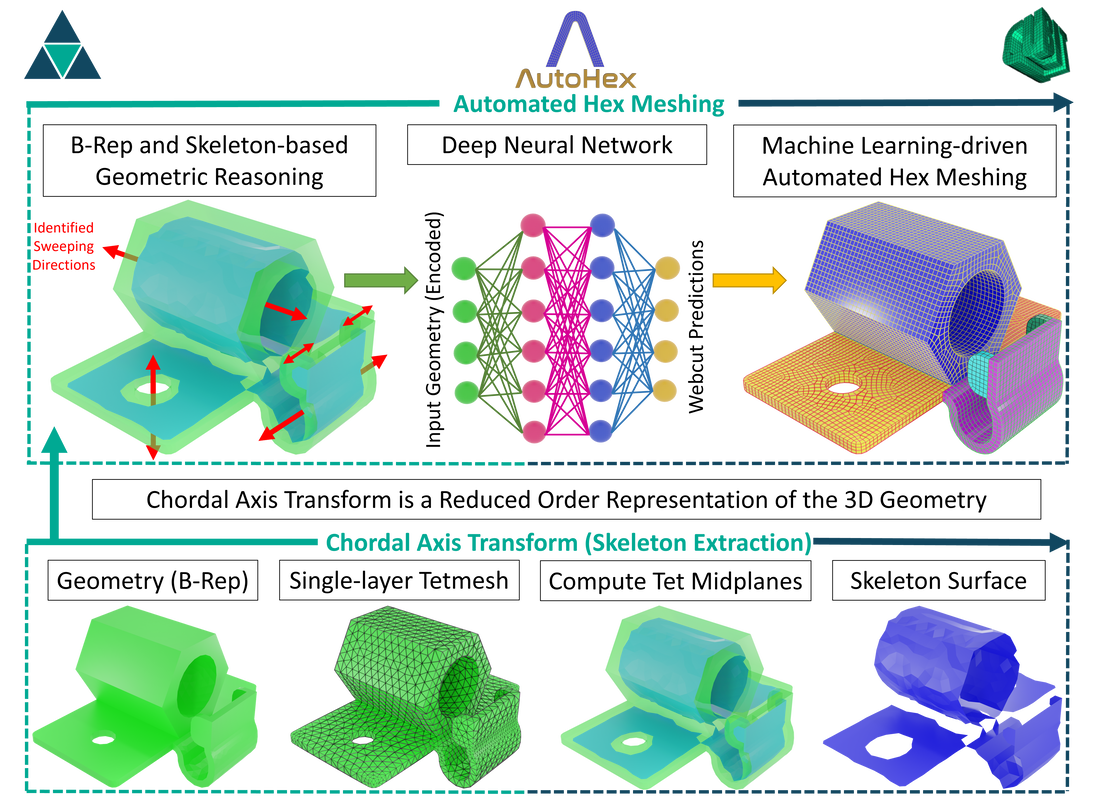 AutoHex
Automated Hex Meshing
B-Rep and Skeleton-based
Geometric Reasoning
Deep Neural Network
Machine Learning-driven
Automated Hex Meshing
Identified
Sweeping
Directions
Input Geometry (Encoded)
Webcut Predictions
Chordal Axis Transform is a Reduced Order Representation of the 3D Geometry
Chordal Axis Transform (Skeleton Extraction)
Geometry (B-Rep)
Single-layer Tetmesh
Compute Tet Midplanes
Skeleton Surface